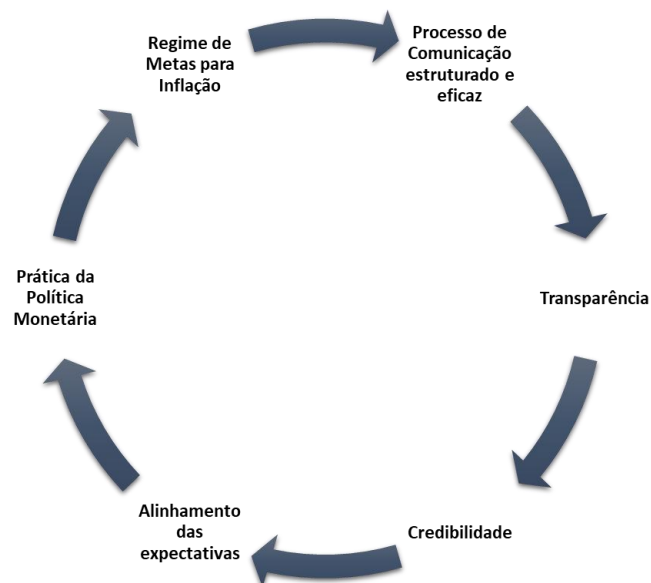 Regime de
Metas para
Inflação
Processo de
Comunicação
estruturado e
eficaz
Transparência
Credibilidade
Alinhamento
das
expectativas
Prática da
Política
Monetária